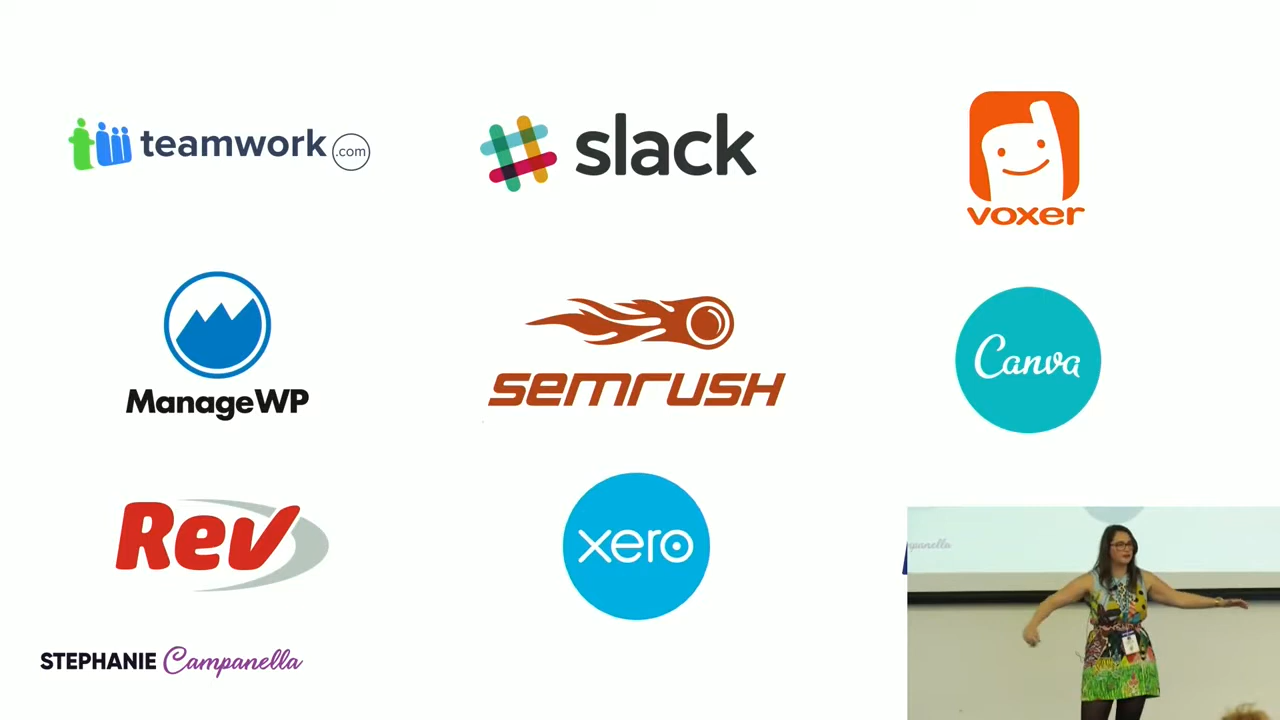 teamwork.com
slack
voxer
ManageWP
semrush
Canva
Rev
xero
STEPHANIE Campanella